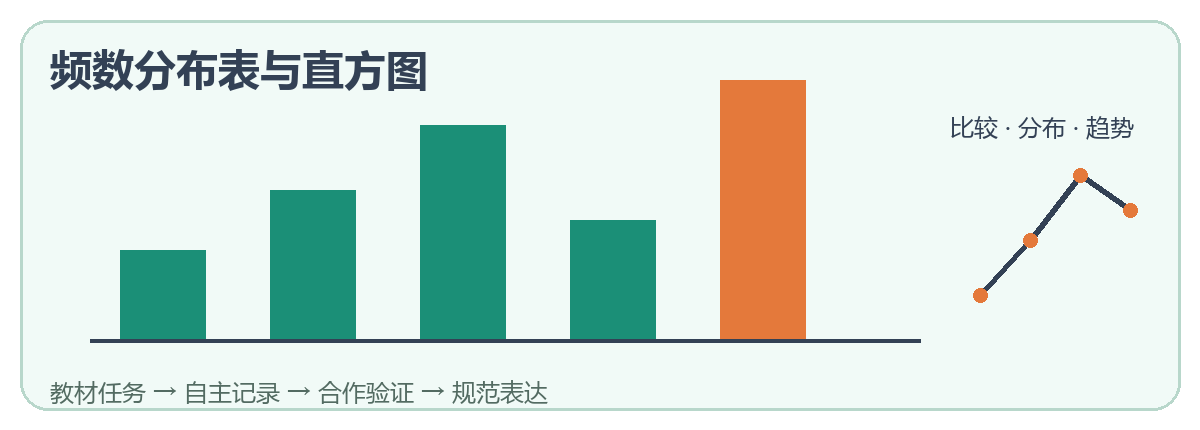 频数分布表与直方图
比较 · 分布 · 趋势
教材任务 → 自主记录 → 合作验证 → 规范表达